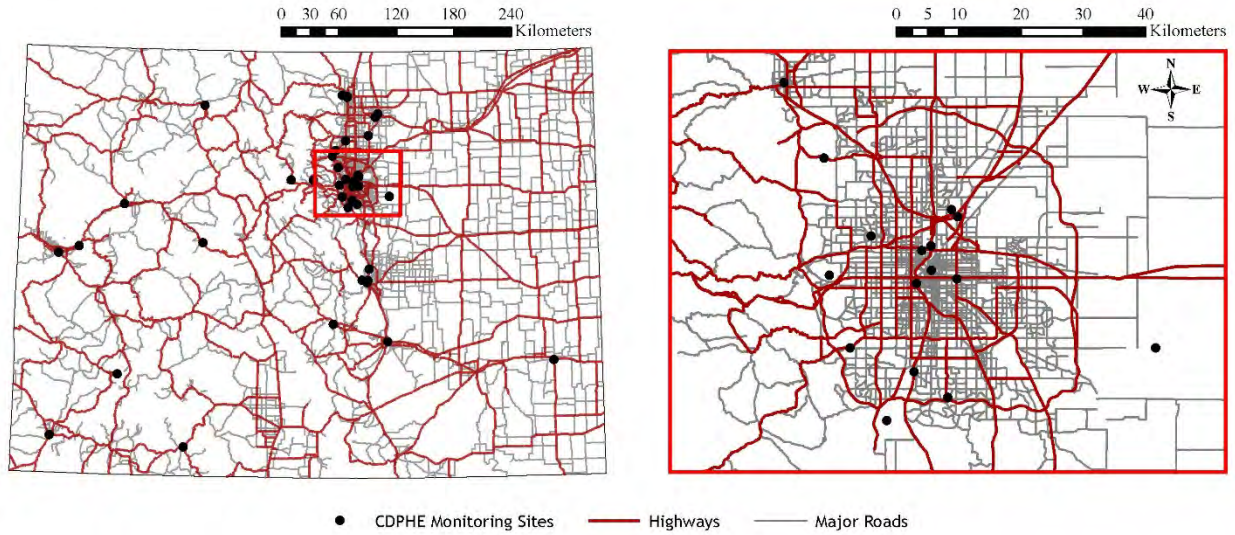 0 30 60 120 180 240
Kilometers
0 5 10 20 30 40
Kilometers
N
W E
S
CDPHE Monitoring Sites Highways Major Roads